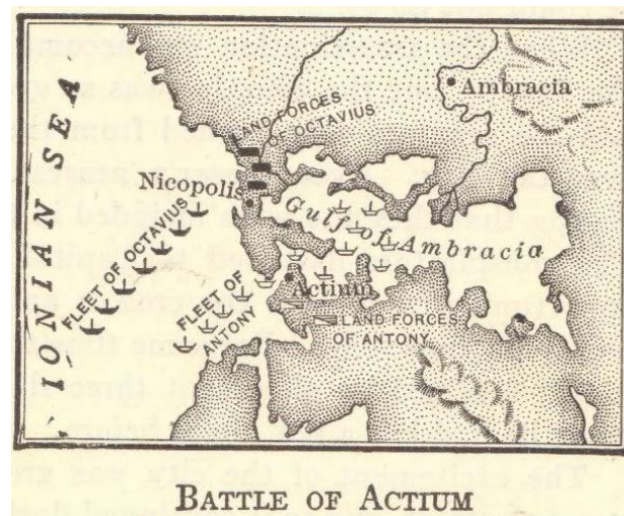 IONIAN SEA
Ambracia
LAND FORCES
OF OCTAVIUS
Nicopolis
Gulf of Ambracia
FLEET OF OCTAVIUS
FLEET OF
ANTONY
Actium
LAND FORCES
OF ANTONY
BATTLE OF ACTIUM